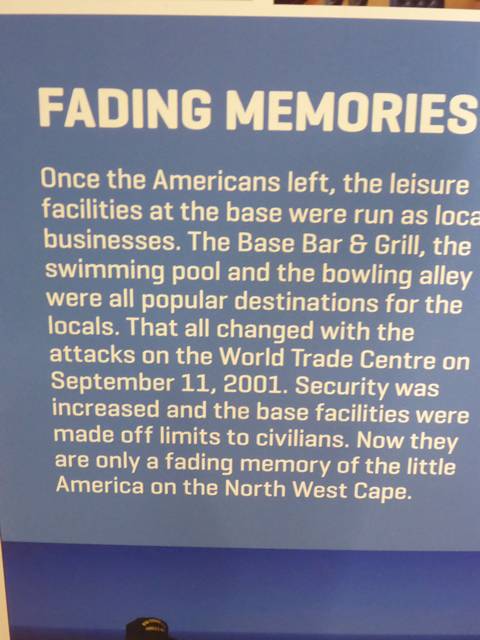 FADING MEMORIES
Once the Americans left, the leisure
facilities at the base were run as loca
businesses. The Base Bar & Grill, the
swimming pool and the bowling alley
were all popular destinations for the
locals. That all changed with the
attacks on the World Trade Centre on
September 11, 2001. Security was
increased and the base facilities were
made off limits to civilians. Now they
are only a fading memory of the little
America on the North West Cape.